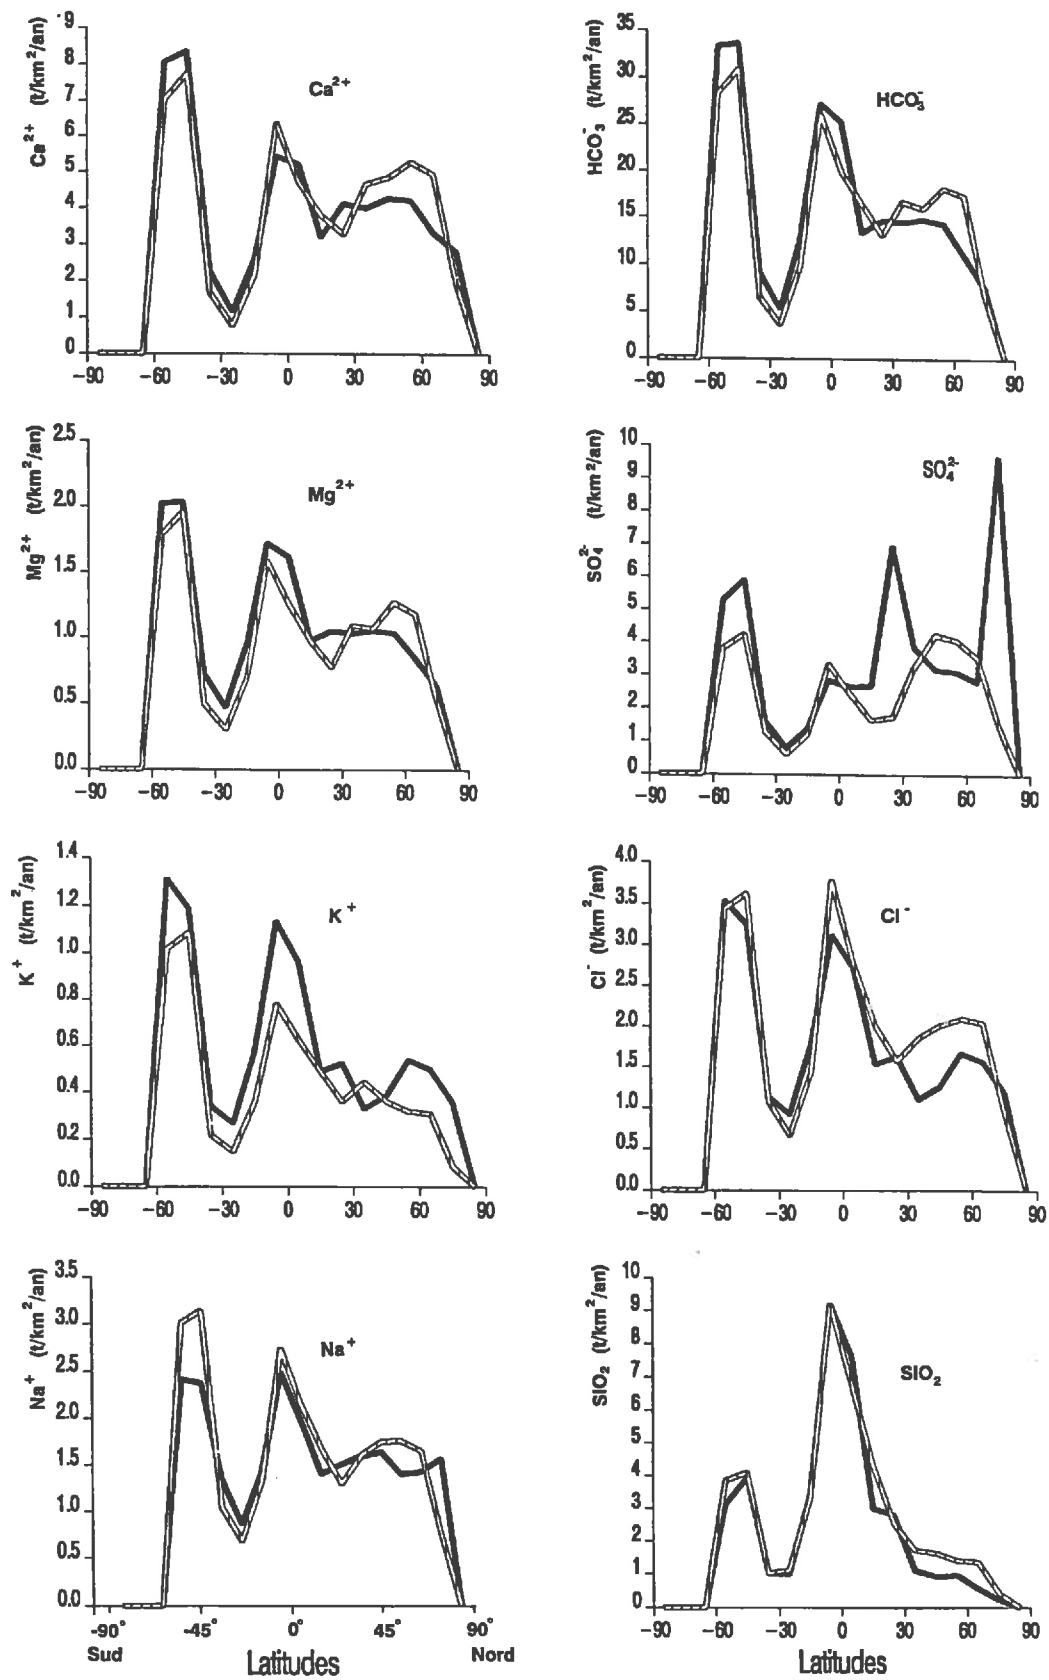 Ca²⁺ (t/km²/an)
9
8
7
6
5
4
3
2
1
0
Ca²⁺
−90 −60 −30 0 30 60 90
HCO₃⁻ (t/km²/an)
35
30
25
20
15
10
5
0
HCO₃⁻
−90 −60 −30 0 30 60 90
Mg²⁺ (t/km²/an)
2.5
2.0
1.5
1.0
0.5
0.0
Mg²⁺
−90 −60 −30 0 30 60 90
SO₄²⁻ (t/km²/an)
10
9
8
7
6
5
4
3
2
1
0
SO₄²⁻
−90 −60 −30 0 30 60 90
K⁺ (t/km²/an)
1.4
1.2
1.0
0.8
0.6
0.4
0.2
0.0
K⁺
−90 −60 −30 0 30 60 90
Cl⁻ (t/km²/an)
4.0
3.5
3.0
2.5
2.0
1.5
1.0
0.5
0.0
Cl⁻
−90 −60 −30 0 30 60 90
Na⁺ (t/km²/an)
3.5
3.0
2.5
2.0
1.5
1.0
0.5
0.0
Na⁺
-90° -45° 0° 45° 90°
Sud Latitudes Nord
SIO₂ (t/km²/an)
10
9
8
7
6
5
4
3
2
1
0
SIO₂
−90 −60 −30 0 30 60 90
Latitudes